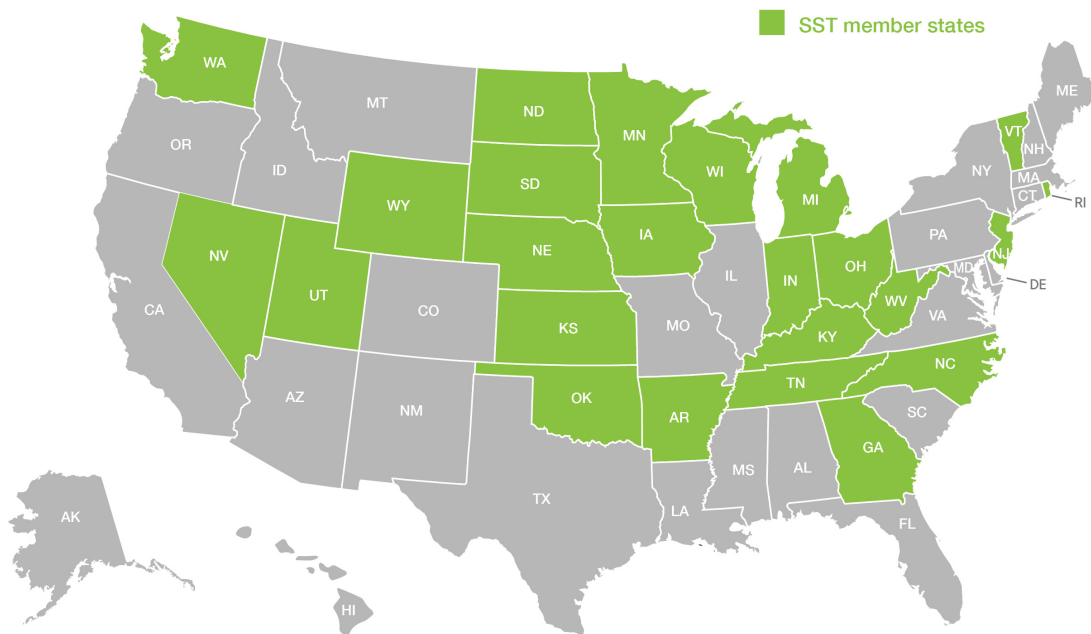 SST member states
WA
MT
ND
MN
ME
VT
NH
OR
ID
SD
WI
MI
NY
MA
CT
RI
WY
NE
IA
PA
NJ
NV
UT
CO
IL
IN
OH
MD
DE
WV
VA
CA
KS
MO
KY
NC
TN
AZ
NM
OK
AR
SC
GA
MS
AL
TX
LA
FL
AK
HI